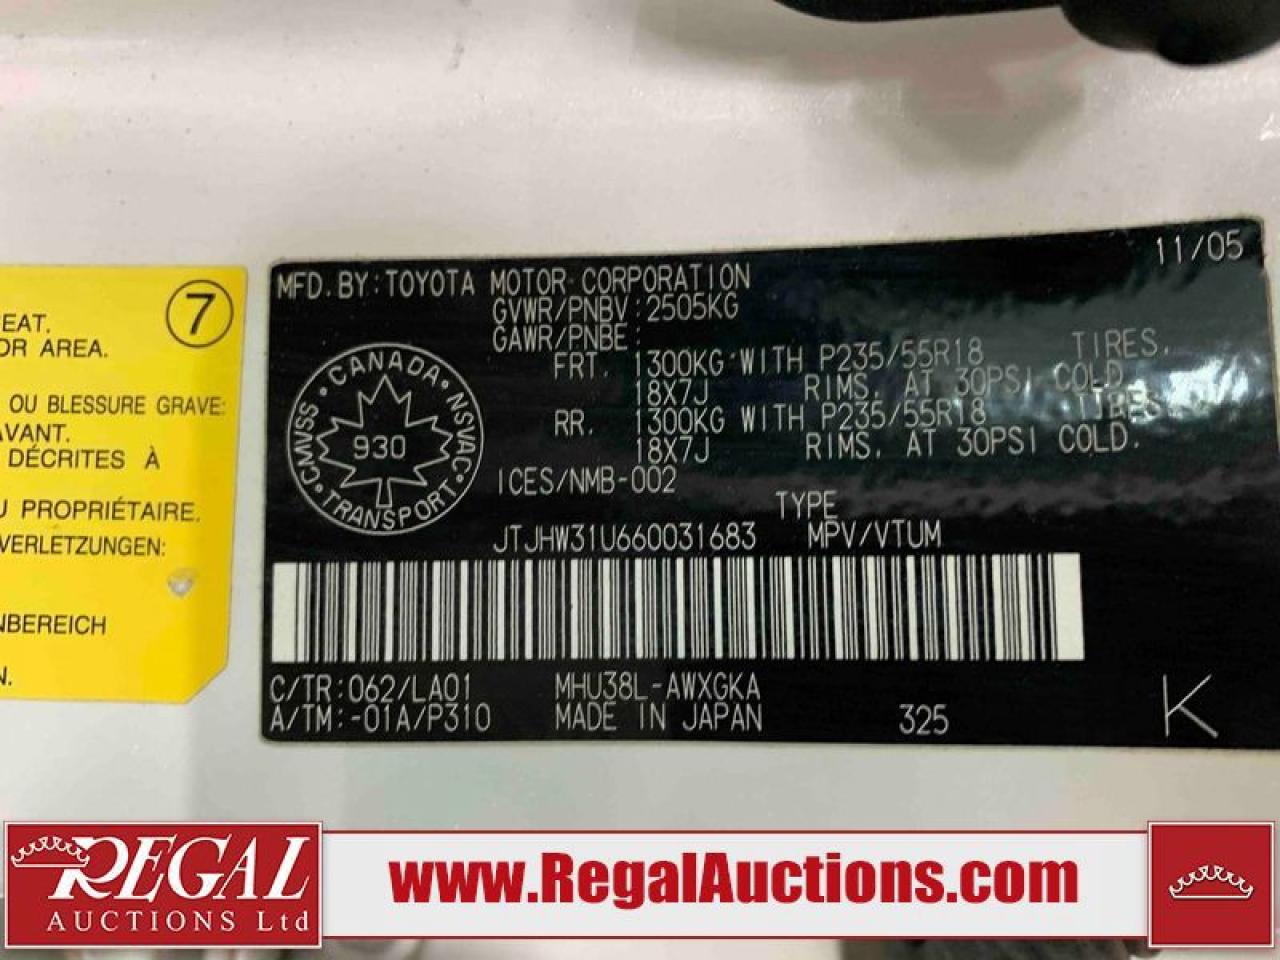 7
EAT.
OR AREA.
OU BLESSURE GRAVE:
AVANT.
DÉCRITES À
U PROPRIÉTAIRE.
VERLETZUNGEN:
NBEREICH
N.
11/05
MFD. BY: TOYOTA MOTOR CORPORATION
GVWR/PNBV: 2505KG
GAWR/PNBE:
FRT. 1300KG WITH P235/55R18 TIRES.
18X7J RIMS. AT 30PSI COLD.
RR. 1300KG WITH P235/55R18 TIRES.
18X7J RIMS. AT 30PSI COLD.
CANADA
CMVSS · NSVAC
930
TRANSPORT
ICES/NMB-002
TYPE
JTJHW31U660031683 MPV/VTUM
C/TR: 062/LA01 MHU38L-AWXGKA
A/TM: -01A/P310 MADE IN JAPAN 325
K
REGAL
AUCTIONS Ltd
www.RegalAuctions.com